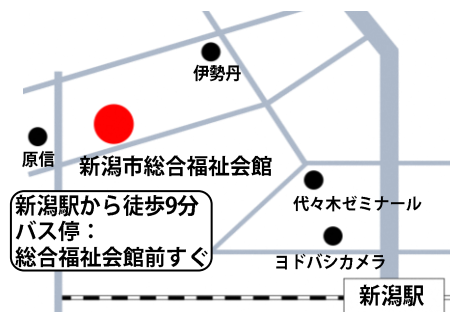 伊勢丹
原信
新潟市総合福祉会館
代々木ゼミナール
新潟駅から徒歩9分
バス停：
総合福祉会館前すぐ
ヨドバシカメラ
新潟駅